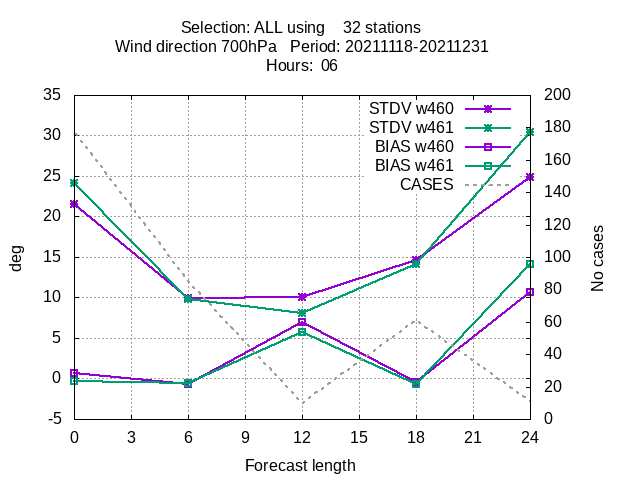 Selection: ALL using    32 stations
Wind direction 700hPa   Period: 20211118-20211231
Hours:  06
STDV w460
STDV w461
BIAS w460
BIAS w461
CASES
35
30
25
20
15
10
5
0
-5
deg
200
180
160
140
120
100
80
60
40
20
0
No cases
0 3 6 9 12 15 18 21 24
Forecast length